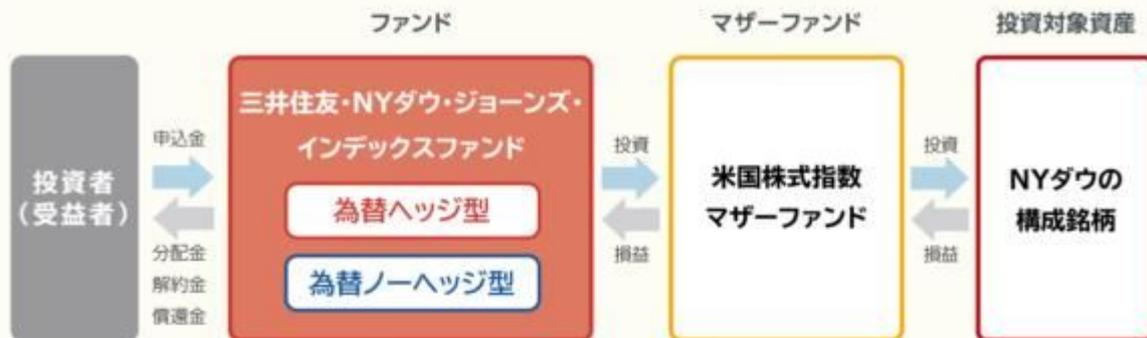 ファンド
マザーファンド
投資対象資産
投資者
（受益者）
申込金
分配金
解約金
償還金
三井住友・NYダウ・ジョーンズ・
インデックスファンド
為替ヘッジ型
為替ノーヘッジ型
投資
損益
米国株式指数
マザーファンド
投資
損益
NYダウの
構成銘柄